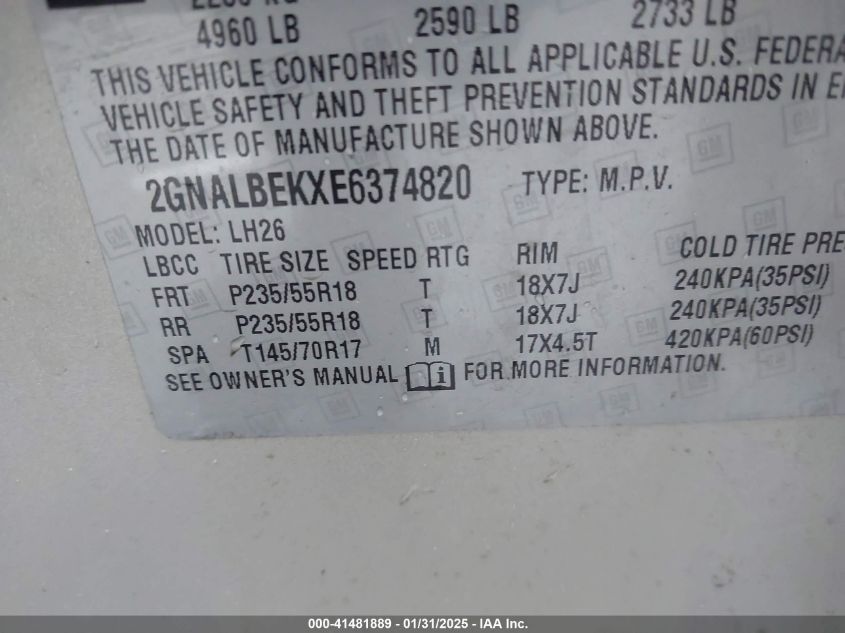 4960 LB 2590 LB 2733 LB
THIS VEHICLE CONFORMS TO ALL APPLICABLE U.S. FEDERA
VEHICLE SAFETY AND THEFT PREVENTION STANDARDS IN E
THE DATE OF MANUFACTURE SHOWN ABOVE.
2GNALBEKXE6374820 TYPE: M.P.V.
MODEL: LH26
LBCC TIRE SIZE SPEED RTG RIM COLD TIRE PRE
FRT P235/55R18 T 18X7J 240KPA(35PSI)
RR P235/55R18 T 18X7J 240KPA(35PSI)
SPA T145/70R17 M 17X4.5T 420KPA(60PSI)
SEE OWNER'S MANUAL FOR MORE INFORMATION.
000-41481889 - 01/31/2025 - IAA Inc.